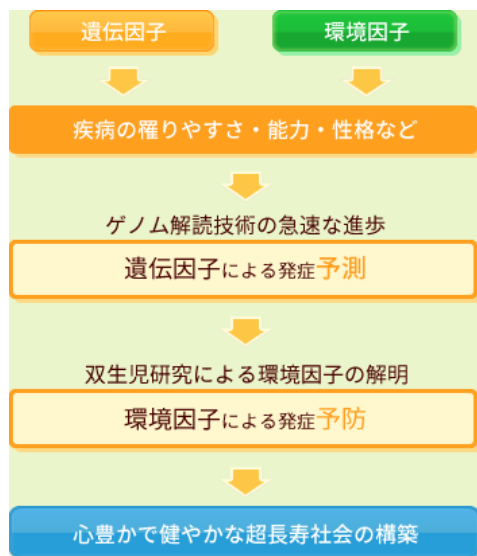 遺伝因子
環境因子
疾病の罹りやすさ・能力・性格など
ゲノム解読技術の急速な進歩
遺伝因子による発症予測
双生児研究による環境因子の解明
環境因子による発症予防
心豊かで健やかな超長寿社会の構築